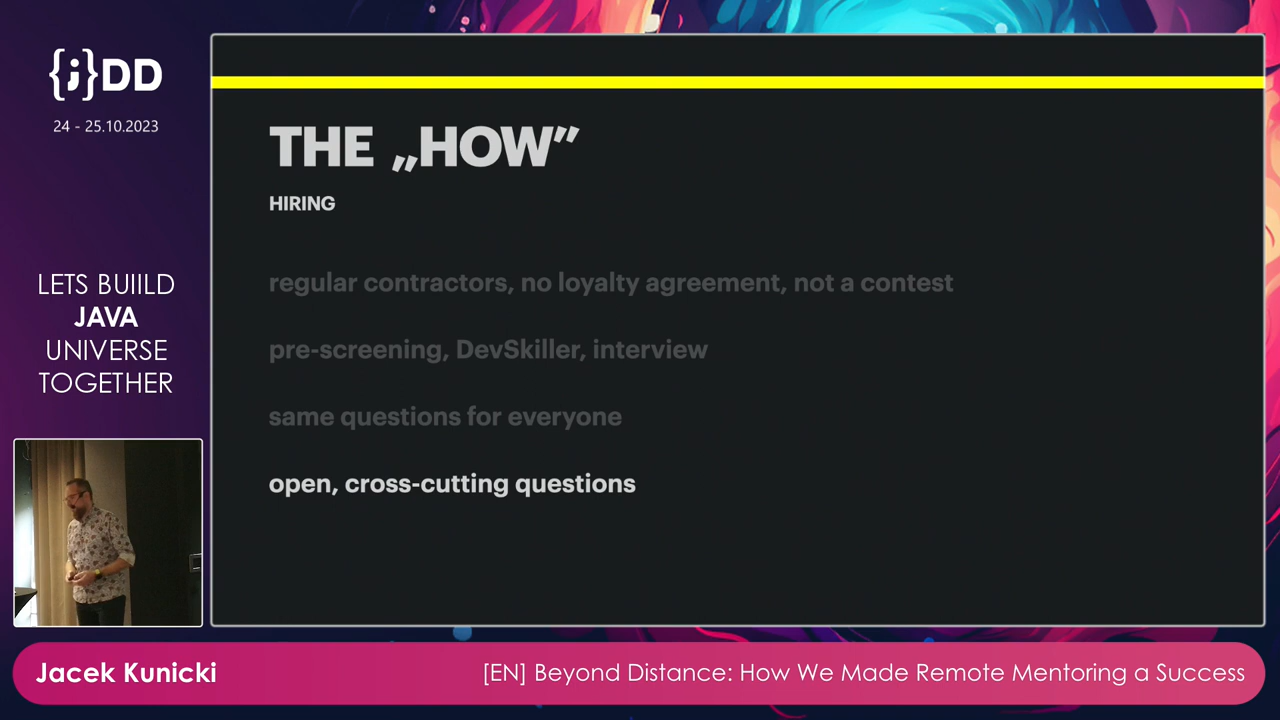 {j}DD
24 - 25.10.2023
LETS BUIILD
JAVA
UNIVERSE
TOGETHER
THE „HOW”
HIRING
regular contractors, no loyalty agreement, not a contest
pre-screening, DevSkiller, interview
same questions for everyone
open, cross-cutting questions
Jacek Kunicki
[EN] Beyond Distance: How We Made Remote Mentoring a Success